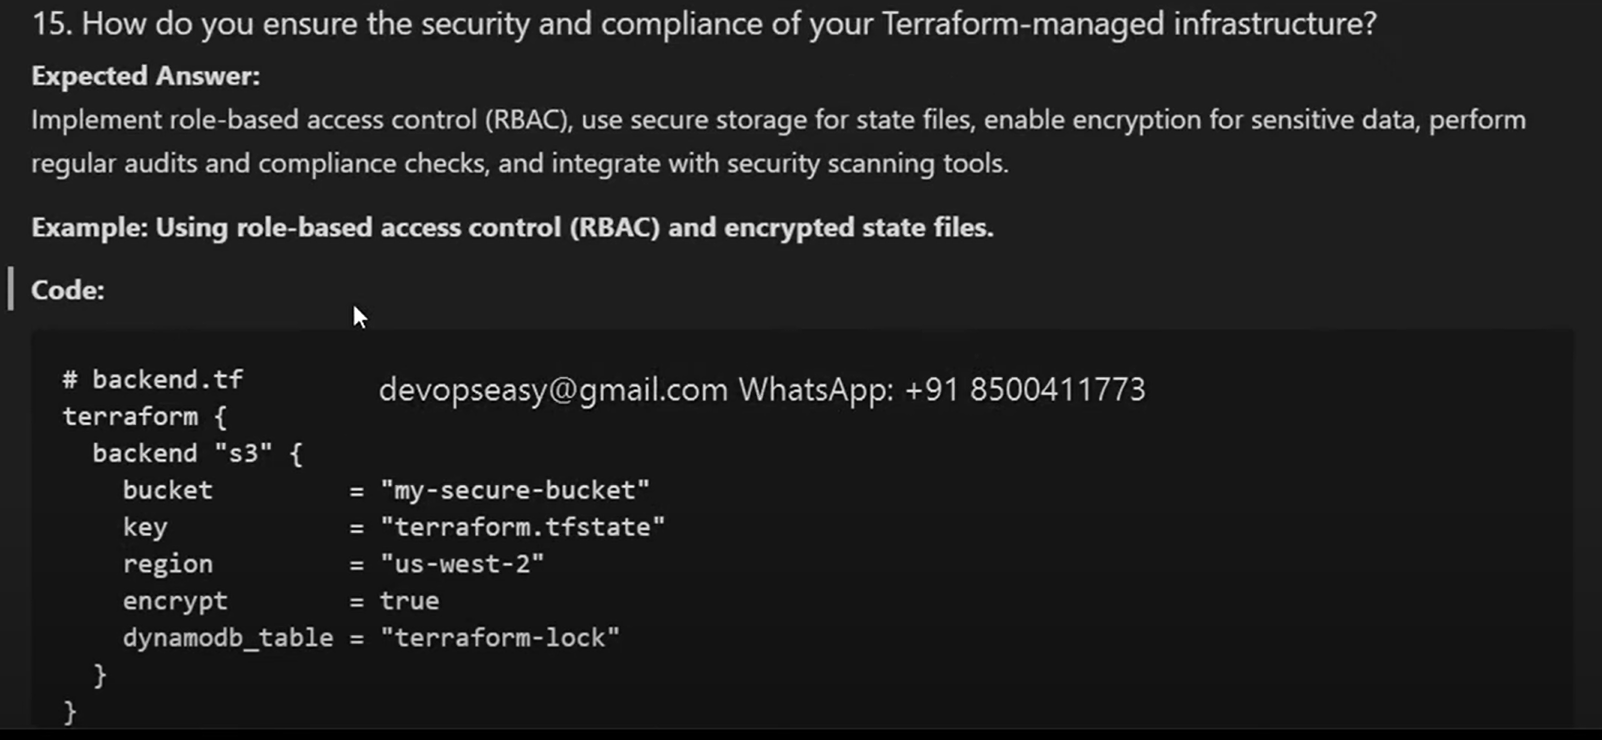 15. How do you ensure the security and compliance of your Terraform-managed infrastructure?
Expected Answer:
Implement role-based access control (RBAC), use secure storage for state files, enable encryption for sensitive data, perform
regular audits and compliance checks, and integrate with security scanning tools.
Example: Using role-based access control (RBAC) and encrypted state files.
Code:
# backend.tf
devopseasy@gmail.com WhatsApp: +91 8500411773
terraform {
  backend "s3" {
    bucket         = "my-secure-bucket"
    key            = "terraform.tfstate"
    region         = "us-west-2"
    encrypt        = true
    dynamodb_table = "terraform-lock"
  }
}